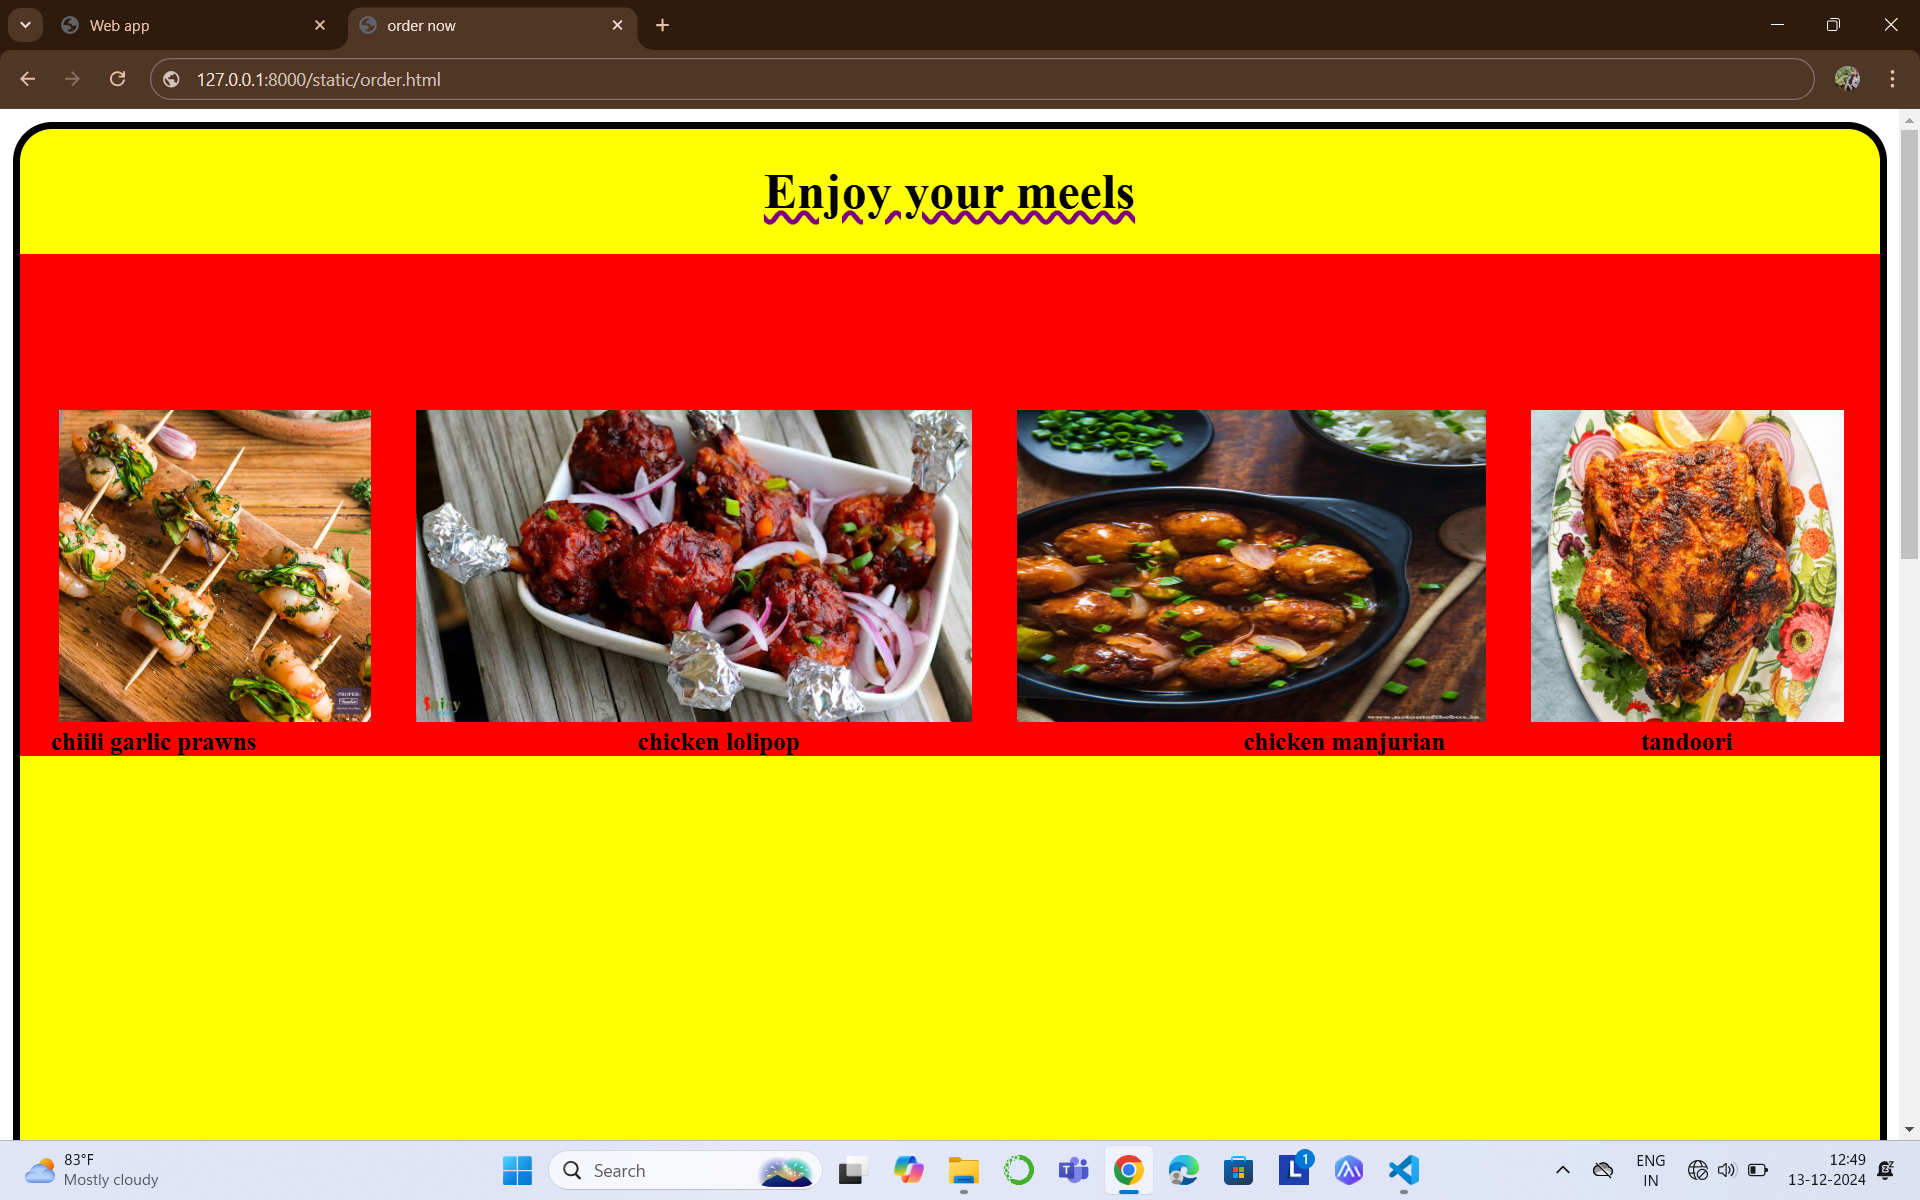 Web app
order now
127.0.0.1:8000/static/order.html
Enjoy your meels
chiili garlic prawns
chicken lolipop
chicken manjurian
tandoori
83°F
Mostly cloudy
Search
1
ENG
IN
12:49
13-12-2024